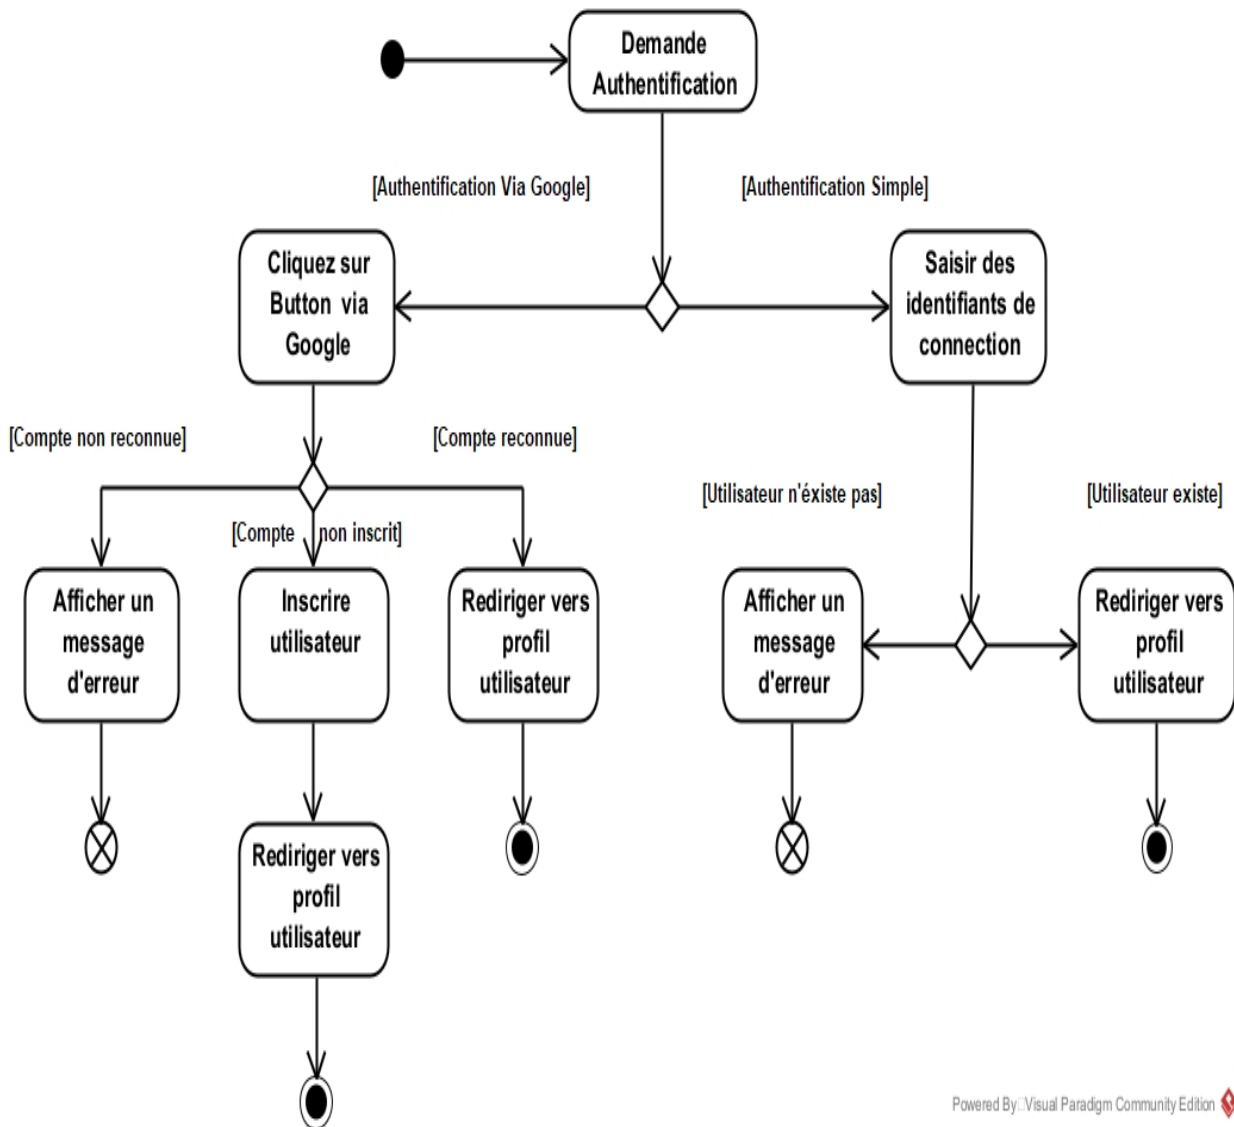 Demande
Authentification
[Authentification Via Google]
[Authentification Simple]
Cliquez sur
Button via
Google
Saisir des
identifiants de
connection
[Compte non reconnue]
[Compte reconnue]
[Compte non inscrit]
[Utilisateur n'éxiste pas]
[Utilisateur existe]
Afficher un
message
d'erreur
Inscrire
utilisateur
Rediriger vers
profil
utilisateur
Afficher un
message
d'erreur
Rediriger vers
profil
utilisateur
Rediriger vers
profil
utilisateur
Powered By Visual Paradigm Community Edition